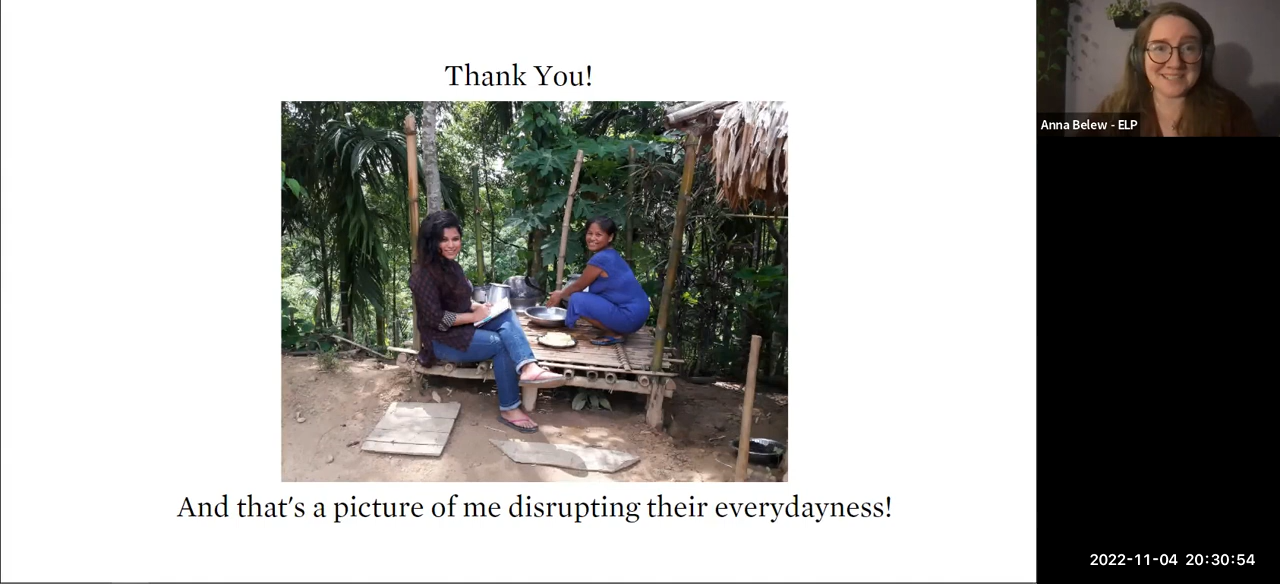 Thank You!
And that's a picture of me disrupting their everydayness!
Anna Belew - ELP
2022-11-04 20:30:54